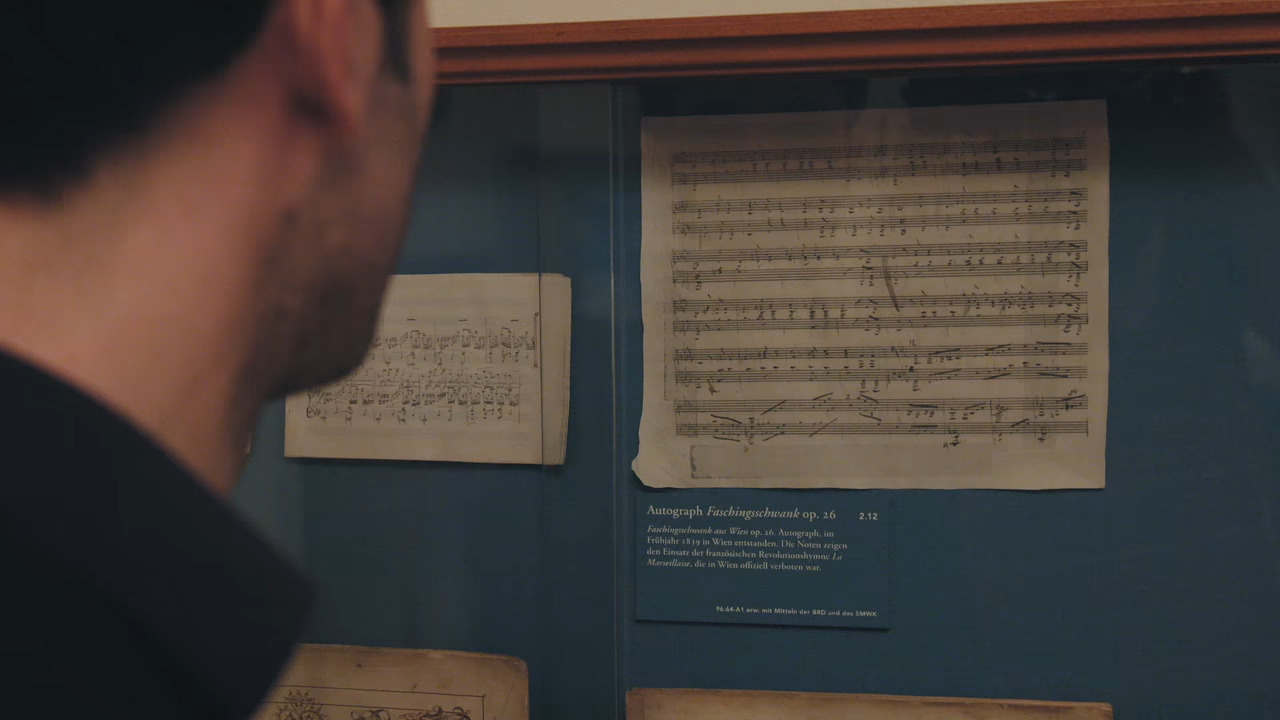 Autograph Faschingsschwank op. 26 2.12
Faschingsschwank aus Wien op. 26. Autograph, im
Frühjahr 1839 in Wien entstanden. Die Noten zeigen
den Einsatz der französischen Revolutionshymne La
Marseillaise, die in Wien offiziell verboten war.
96.64-A1 erw. mit Mitteln der BRD und des SMWK